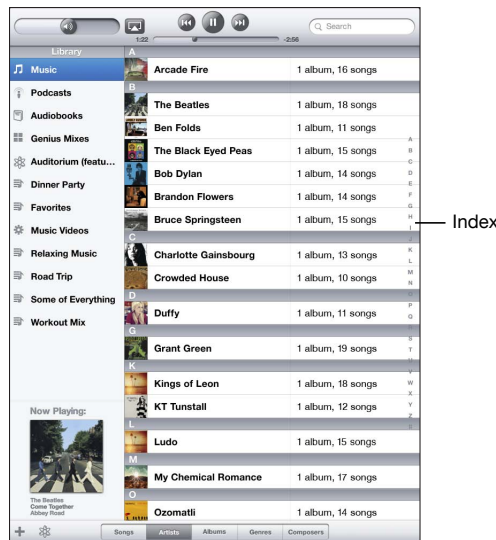 Search
1:22
-2:56
Library
Music
Podcasts
Audiobooks
Genius Mixes
Auditorium (featu...
Dinner Party
Favorites
Music Videos
Relaxing Music
Road Trip
Some of Everything
Workout Mix
Now Playing:
The Beatles
Come Together
Abbey Road
A
Arcade Fire 1 album, 16 songs
B
The Beatles 1 album, 18 songs
Ben Folds 1 album, 11 songs
The Black Eyed Peas 1 album, 15 songs
Bob Dylan 1 album, 14 songs
Brandon Flowers 1 album, 14 songs
Bruce Springsteen 1 album, 15 songs
C
Charlotte Gainsbourg 1 album, 13 songs
Crowded House 1 album, 10 songs
D
Duffy 1 album, 11 songs
G
Grant Green 1 album, 19 songs
K
Kings of Leon 1 album, 18 songs
KT Tunstall 1 album, 12 songs
L
Ludo 1 album, 15 songs
M
My Chemical Romance 1 album, 17 songs
O
Ozomatli 1 album, 14 songs
A
B
C
D
E
F
G
H
I
K
L
M
N
P
Q
S
T
W
X
Y
Z
Index
Songs Artists Albums Genres Composers